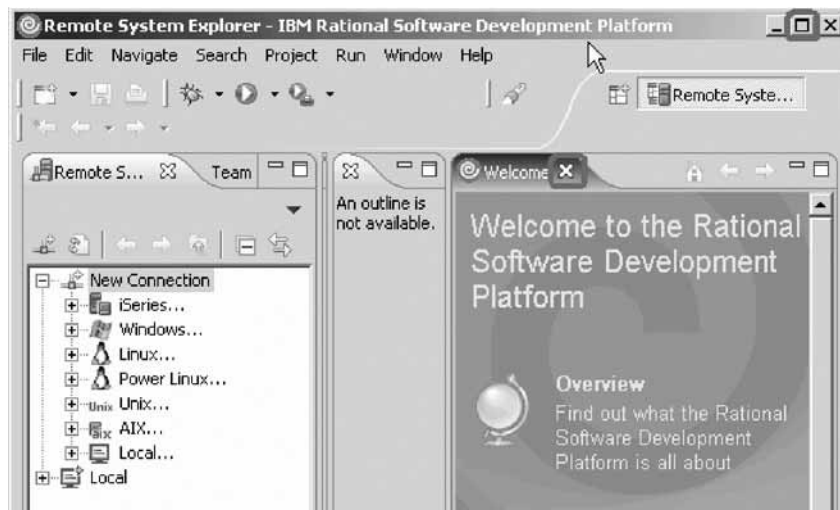 Remote System Explorer - IBM Rational Software Development Platform
File Edit Navigate Search Project Run Window Help
Remote Syste...
Remote S... Team
An outline is
not available.
Welcome
Welcome to the Rational
Software Development
Platform
Overview
Find out what the Rational
Software Development
Platform is all about
New Connection
iSeries...
Windows...
Linux...
Power Linux...
Unix Unix...
AIX...
Local...
Local